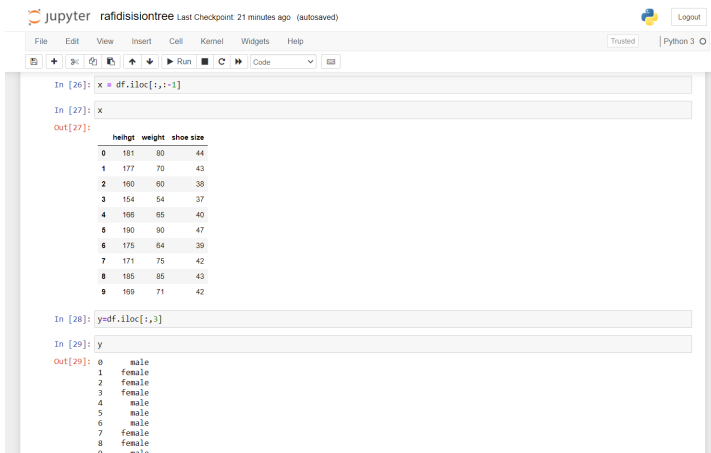 jupyter rafidisisiontree Last Checkpoint: 21 minutes ago (autosaved)
Logout
File Edit View Insert Cell Kernel Widgets Help
Trusted Python 3
Run Code
In [26]: x = df.iloc[:,:-1]
In [27]: x
Out[27]:
heihgt weight shoe size
0 181 80 44
1 177 70 43
2 160 60 38
3 154 54 37
4 166 65 40
5 190 90 47
6 175 64 39
7 171 75 42
8 185 85 43
9 169 71 42
In [28]: y=df.iloc[:,3]
In [29]: y
Out[29]: 0 male
1 female
2 female
3 female
4 male
5 male
6 male
7 female
8 female
9 male